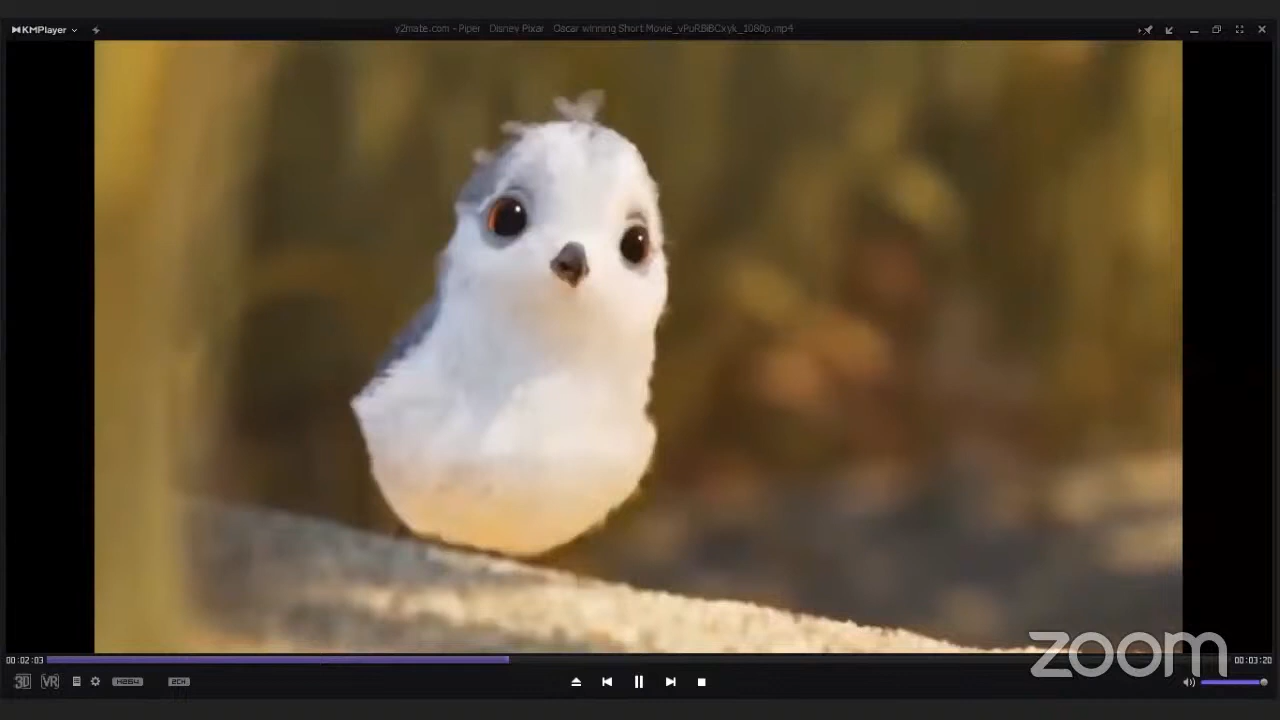 KMPlayer
y2mate.com - Piper Disney Pixar Oscar winning Short Movie_vPuRBiBCxyk_1080p.mp4
zoom
00:02:03
00:03:20
3D VR H264 2CH